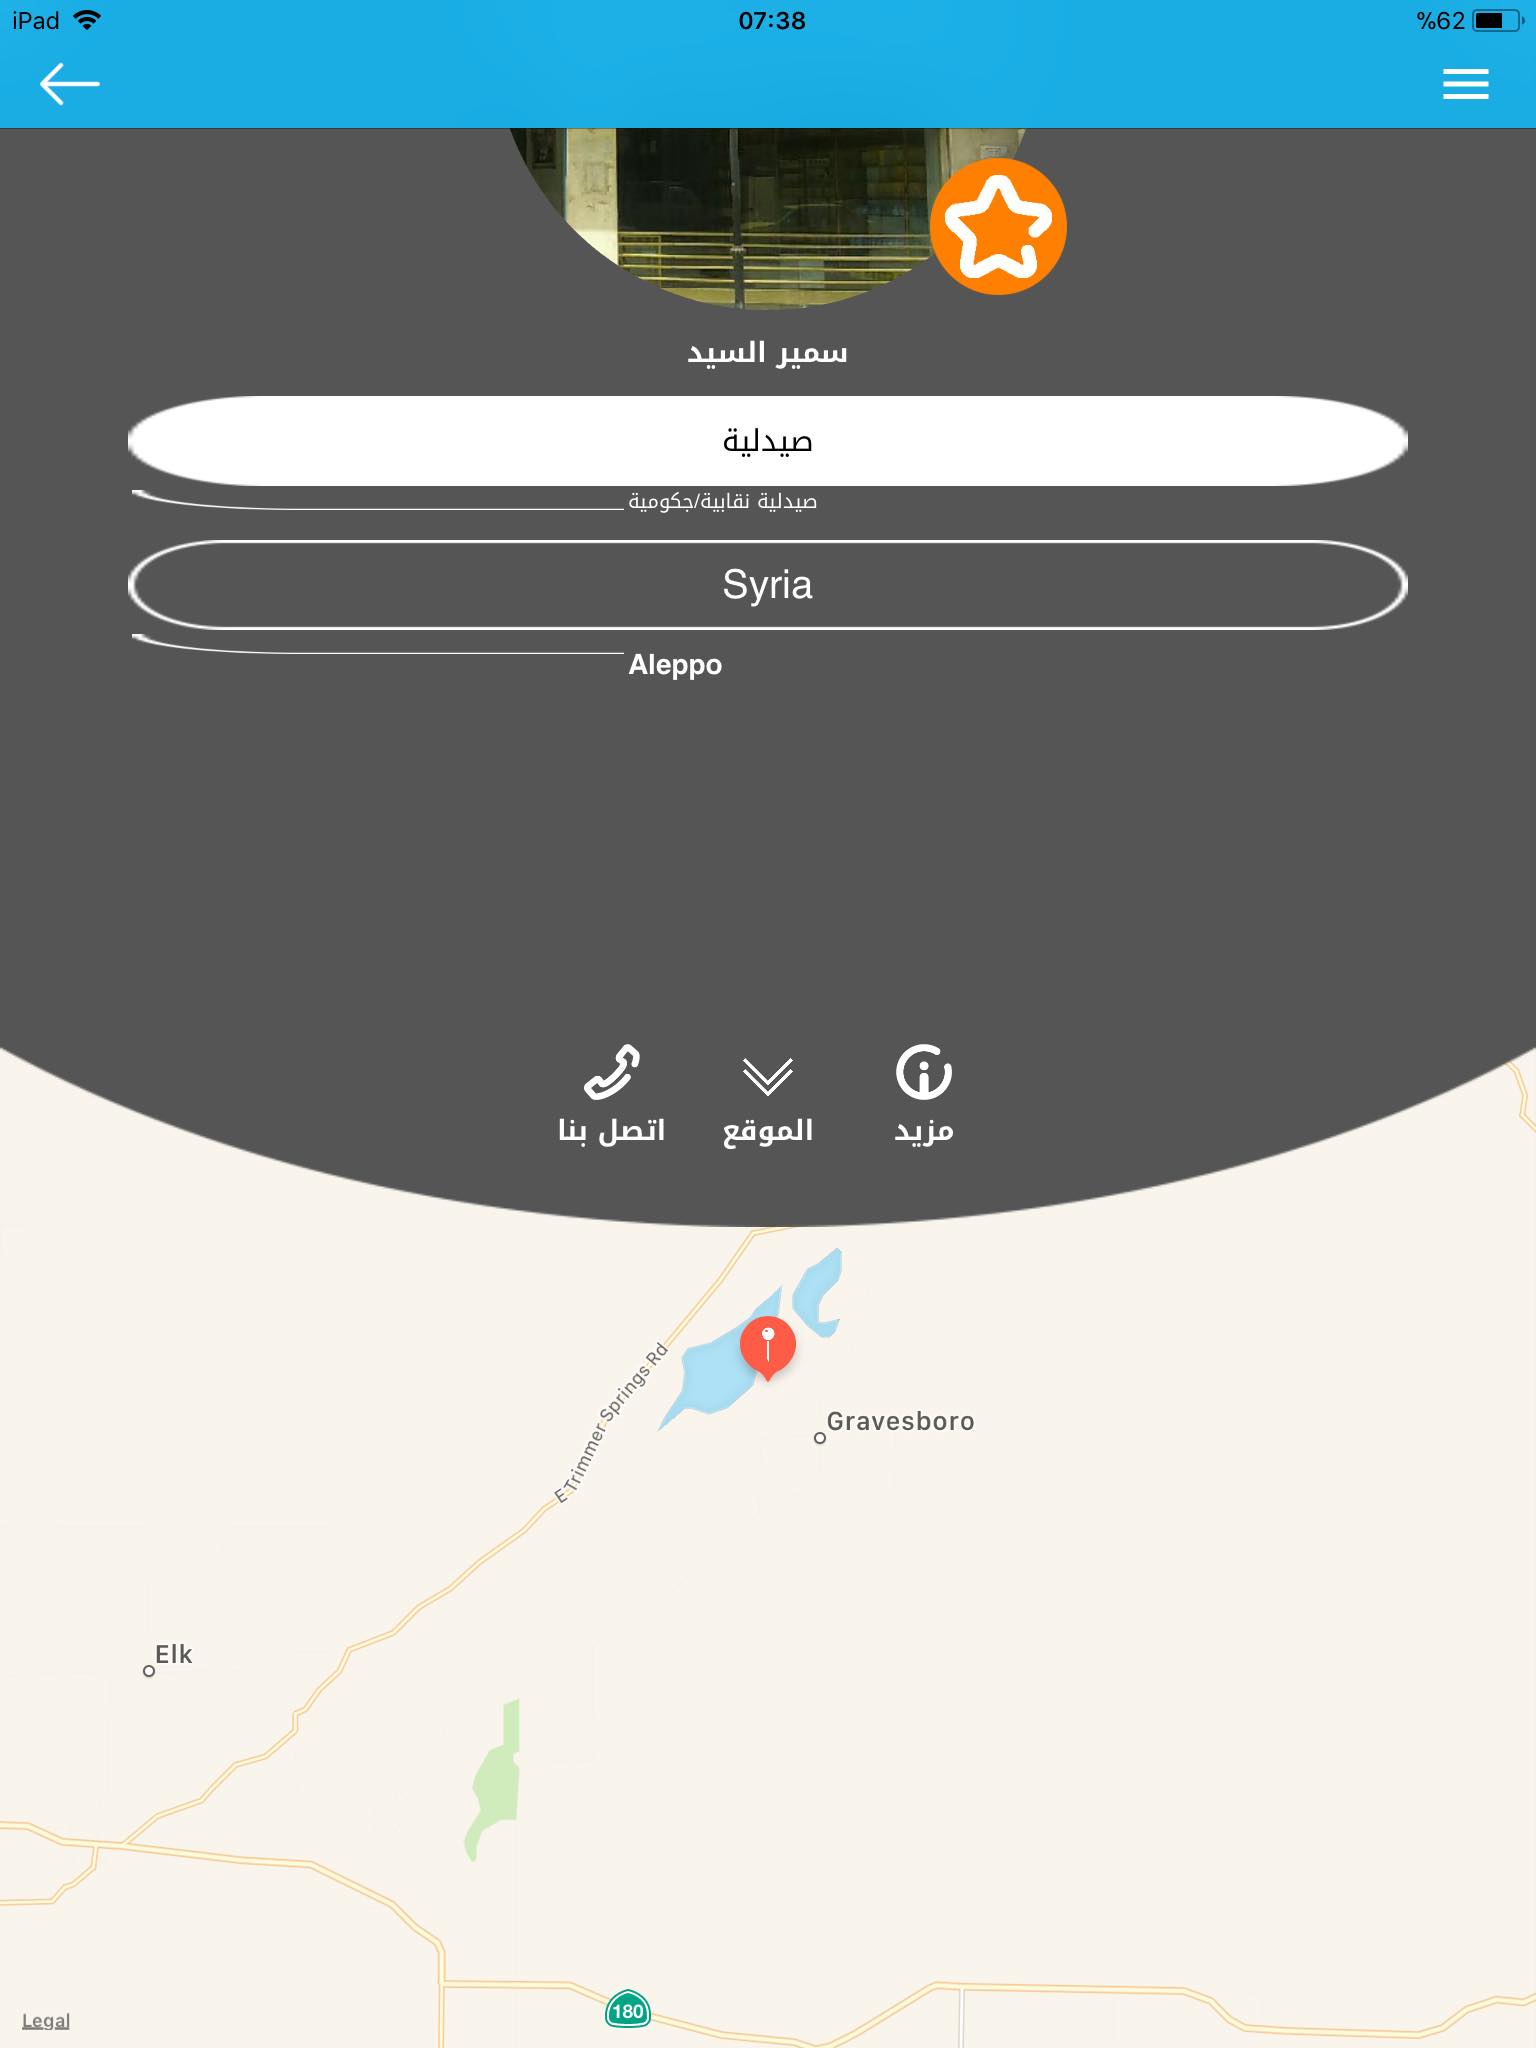 iPad
07:38
%62
سمير السيد
صيدلية
صيدلية نقابية/جكومية
Syria
Aleppo
اتصل بنا
الموقع
مزيد
E Trimmer Springs Rd
Gravesboro
Elk
180
Legal